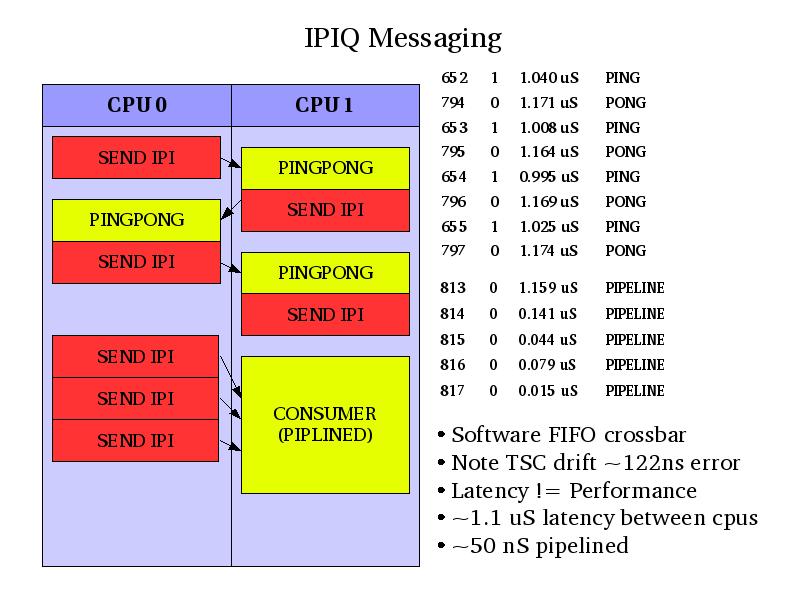 IPIQ Messaging
CPU 0 CPU 1
SEND IPI
PINGPONG
SEND IPI
PINGPONG
SEND IPI
PINGPONG
SEND IPI
SEND IPI
SEND IPI
SEND IPI
CONSUMER
(PIPLINED)
652 1 1.040 uS PING
794 0 1.171 uS PONG
653 1 1.008 uS PING
795 0 1.164 uS PONG
654 1 0.995 uS PING
796 0 1.169 uS PONG
655 1 1.025 uS PING
797 0 1.174 uS PONG
813 0 1.159 uS PIPELINE
814 0 0.141 uS PIPELINE
815 0 0.044 uS PIPELINE
816 0 0.079 uS PIPELINE
817 0 0.015 uS PIPELINE
• Software FIFO crossbar
• Note TSC drift ~122ns error
• Latency != Performance
• ~1.1 uS latency between cpus
• ~50 nS pipelined